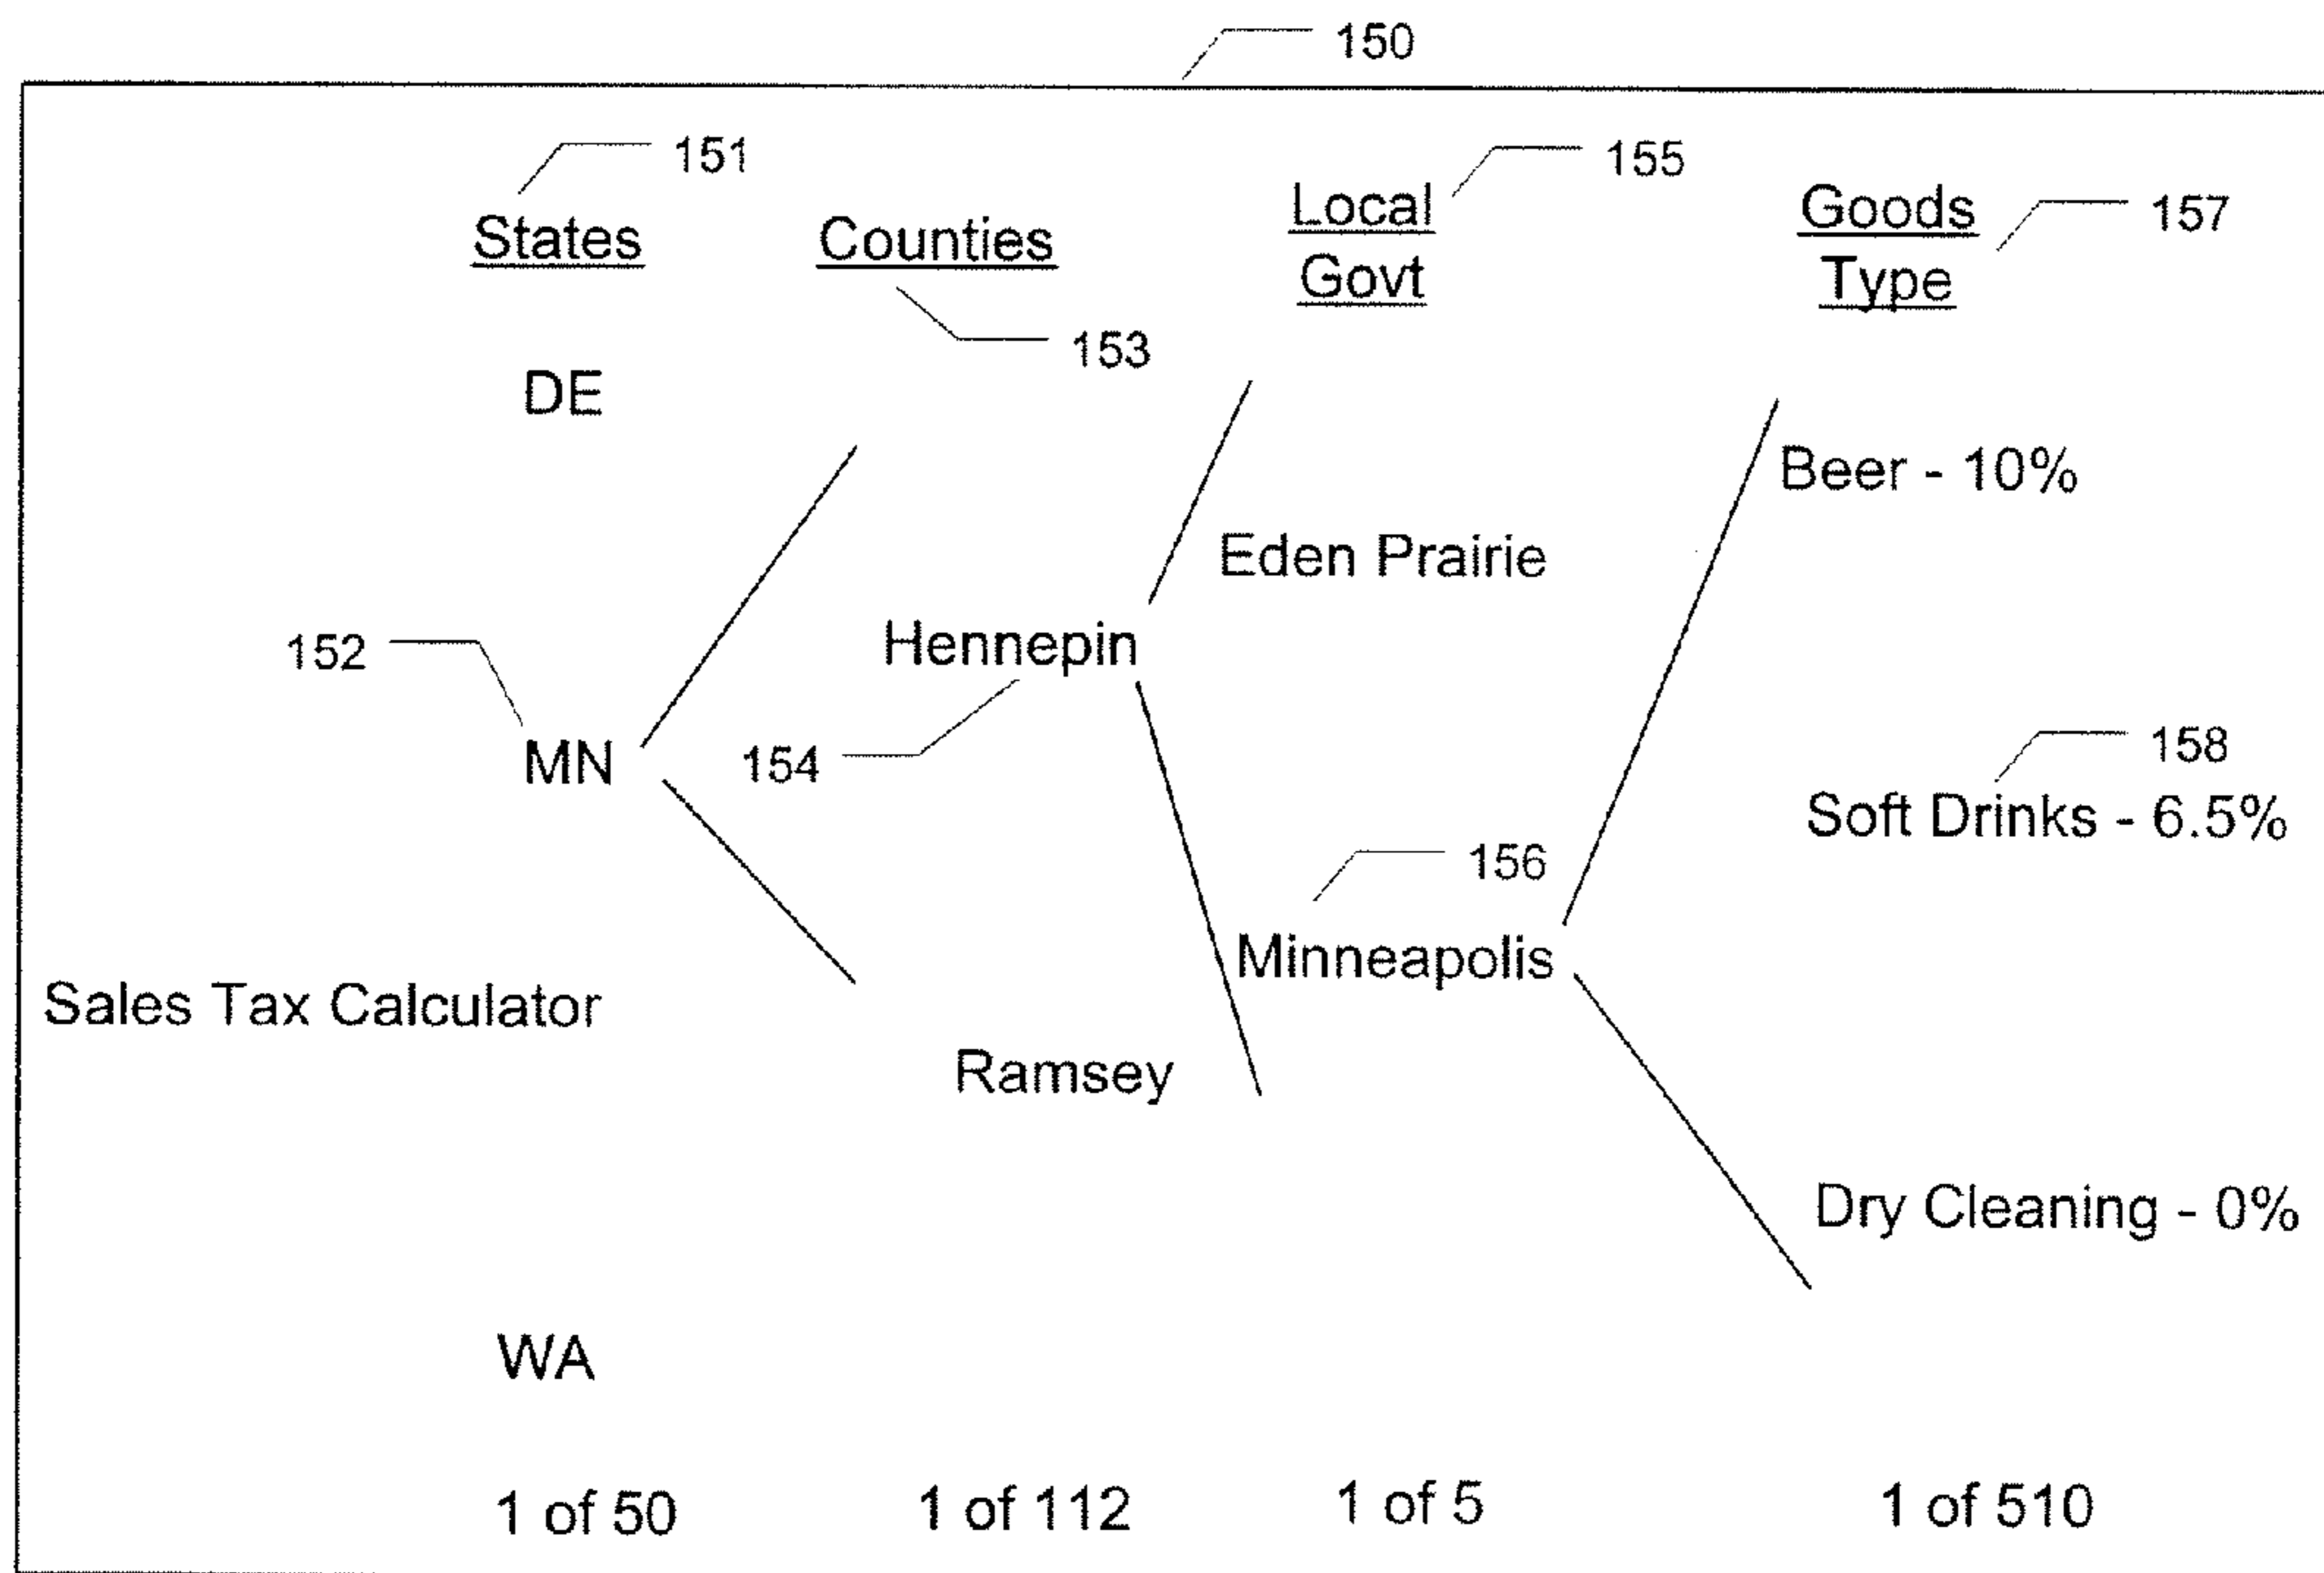 150
151
155
157
States
Counties
Local
Govt
Goods
Type
153
DE
Beer - 10%
Eden Prairie
152
Hennepin
154
MN
158
Soft Drinks - 6.5%
156
Minneapolis
Sales Tax Calculator
Ramsey
Dry Cleaning - 0%
WA
1 of 50
1 of 112
1 of 5
1 of 510